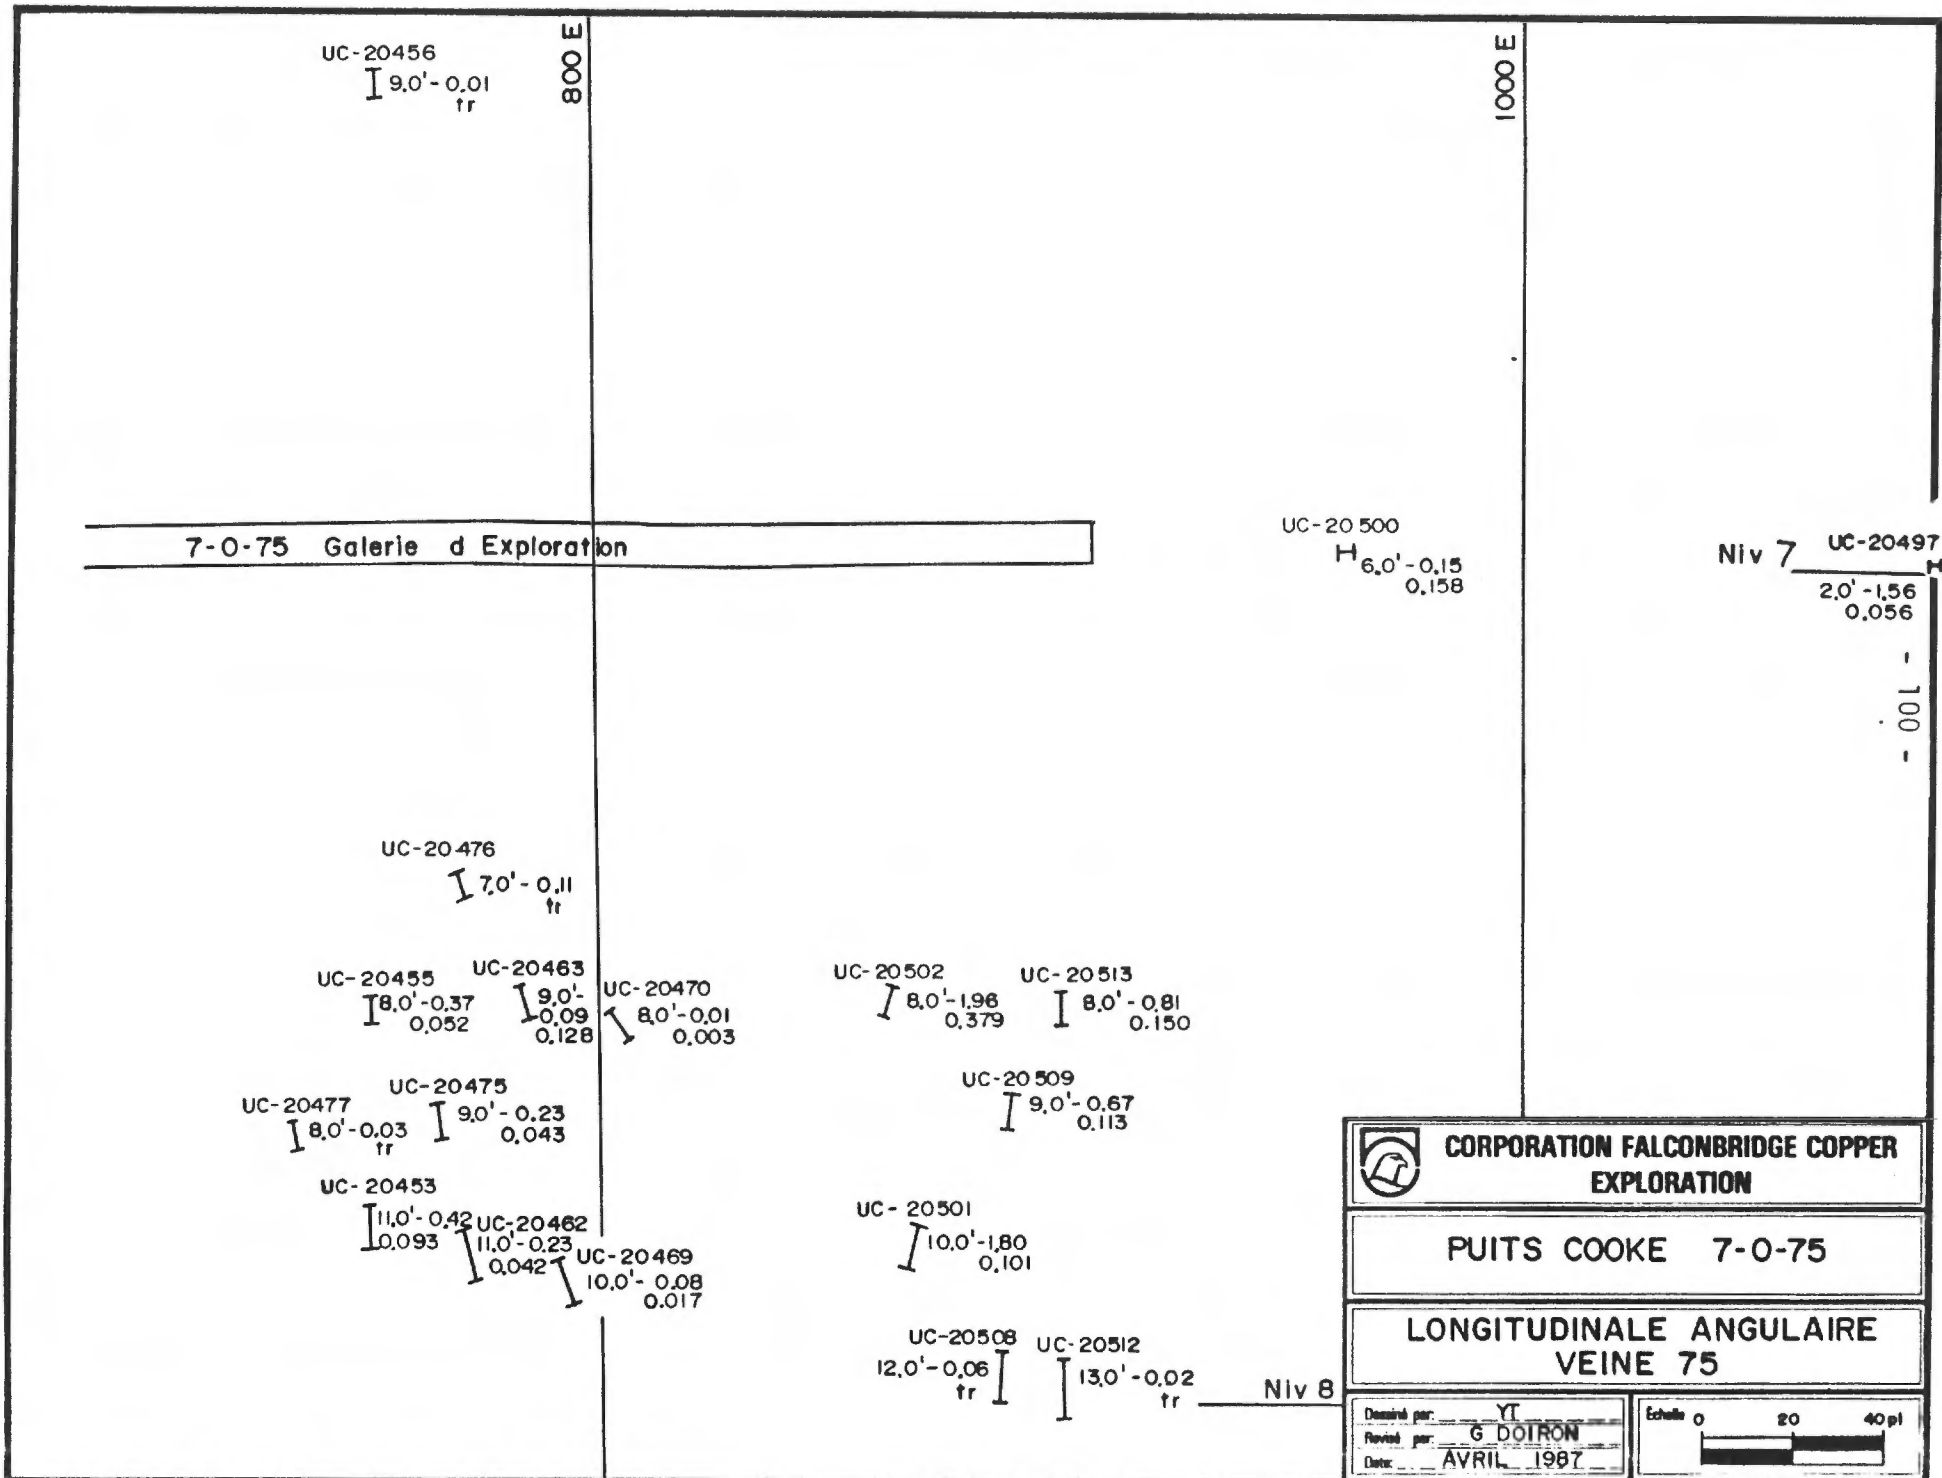 UC-20456
9.0'-0.01
tr
800 E
1000 E
7-0-75 Galerie d Exploration
UC-20500
6.0'-0.15
0.158
Niv 7
UC-20497
2.0'-1.56
0.056
- 100 -
UC-20476
7.0'-0.11
tr
UC-20455
8.0'-0.37
0.052
UC-20463
9.0'-
0.09
0.128
UC-20470
8.0'-0.01
0.003
UC-20502
8.0'-1.96
0.379
UC-20513
8.0'-0.81
0.150
UC-20477
8.0'-0.03
tr
UC-20475
9.0'-0.23
0.043
UC-20509
9.0'-0.67
0.113
UC-20453
11.0'-0.42
0.093
UC-20462
11.0'-0.23
0.042
UC-20469
10.0'-0.08
0.017
UC-20501
10.0'-1.80
0.101
UC-20508
12.0'-0.06
tr
UC-20512
13.0'-0.02
tr
Niv 8
CORPORATION FALCONBRIDGE COPPER
EXPLORATION
PUITS COOKE 7-0-75
LONGITUDINALE ANGULAIRE
VEINE 75
Dessiné par: YT
Revisé par: G DOIRON
Date: AVRIL 1987
Echelle 0 20 40 pi